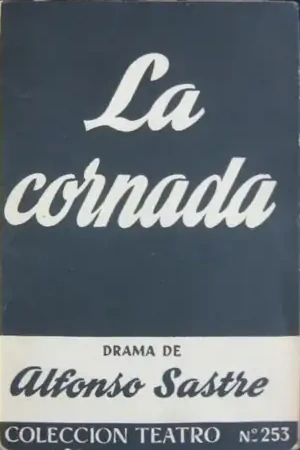 La
cornada
DRAMA DE
Alfonso Sastre
COLECCION TEATRO Nº 253